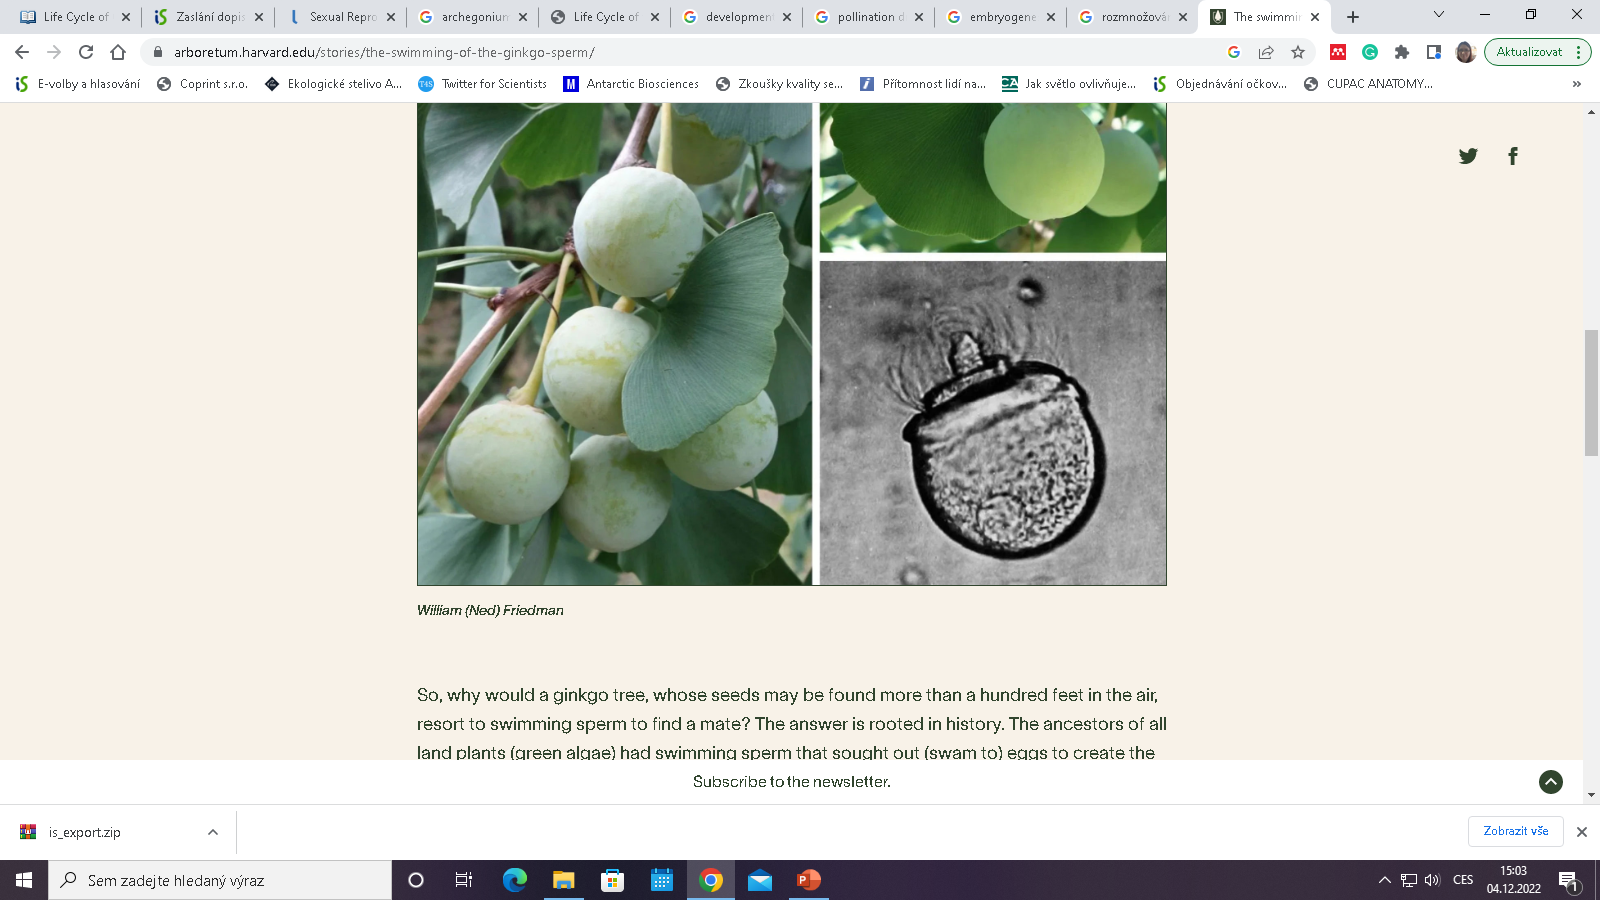 Life Cycle of
Zaslání dopis
Sexual Repro
archegonium
Life Cycle of
development
pollination d
embryogene
rozmnožová
The swimmin
arboretum.harvard.edu/stories/the-swimming-of-the-ginkgo-sperm/
Aktualizovat
E-volby a hlasování
Coprint s.r.o.
Ekologické stelivo A...
Twitter for Scientists
Antarctic Biosciences
Zkoušky kvality se...
Přítomnost lidí na...
Jak světlo ovlivňuje...
Objednávání očkov...
CUPAC ANATOMY...
William (Ned) Friedman
So, why would a ginkgo tree, whose seeds may be found more than a hundred feet in the air,
resort to swimming sperm to find a mate? The answer is rooted in history. The ancestors of all
land plants (green algae) had swimming sperm that sought out (swam to) eggs to create the
Subscribe to the newsletter.
is_export.zip
Zobrazit vše
Sem zadejte hledaný výraz
CES
15:03
04.12.2022
1